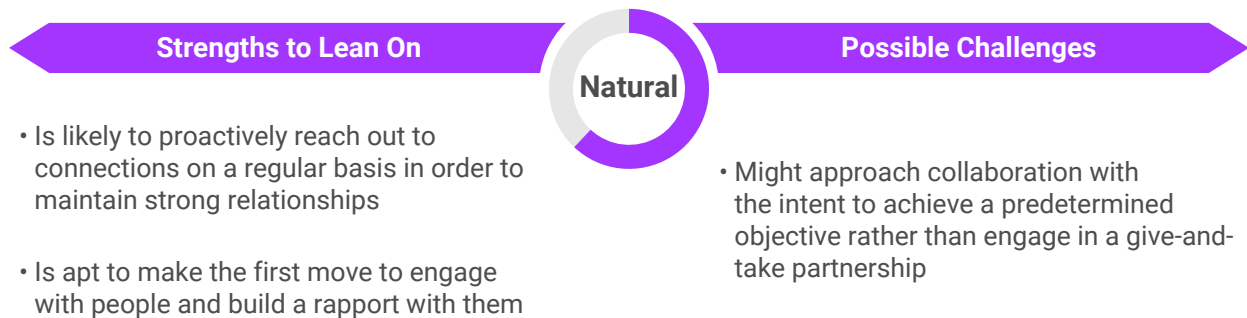 Strengths to Lean On
Natural
Possible Challenges
• Is likely to proactively reach out to
connections on a regular basis in order to
maintain strong relationships
• Is apt to make the first move to engage
with people and build a rapport with them
• Might approach collaboration with
the intent to achieve a predetermined
objective rather than engage in a give-and-
take partnership